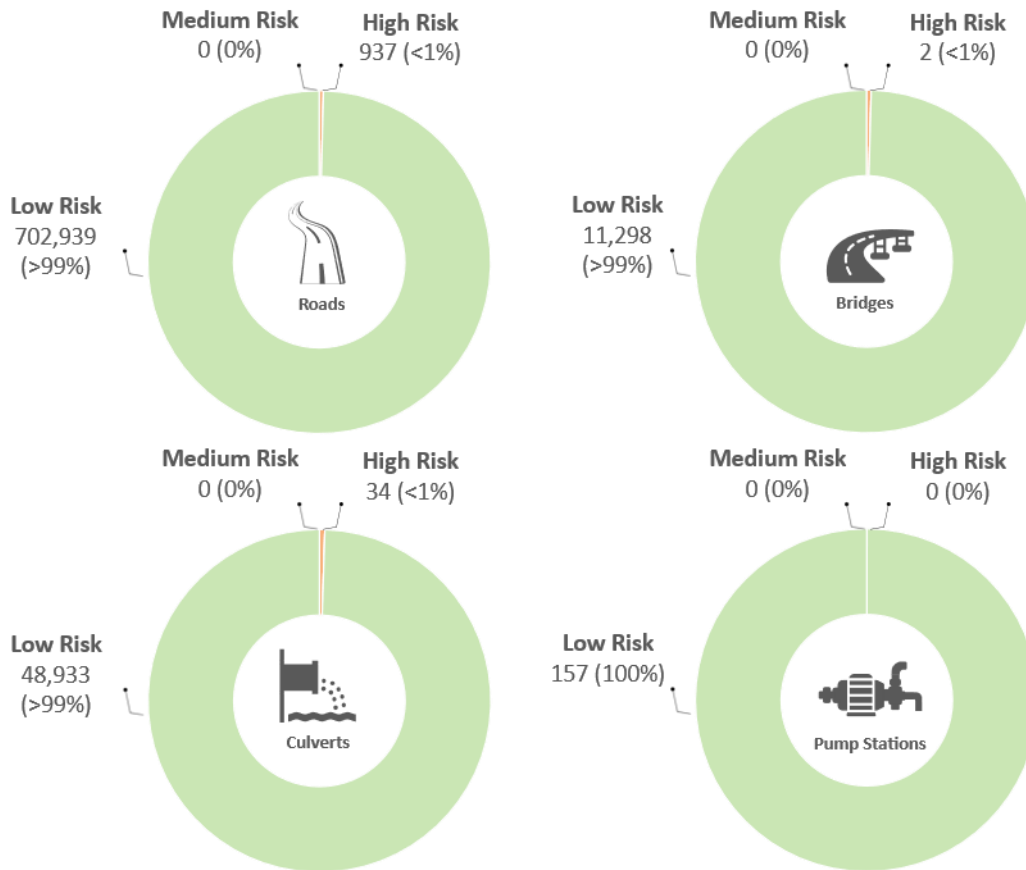 Medium Risk
0 (0%)
High Risk
937 (<1%)
Low Risk
702,939
(>99%)
Roads
Medium Risk
0 (0%)
High Risk
2 (<1%)
Low Risk
11,298
(>99%)
Bridges
Medium Risk
0 (0%)
High Risk
34 (<1%)
Low Risk
48,933
(>99%)
Culverts
Medium Risk
0 (0%)
High Risk
0 (0%)
Low Risk
157 (100%)
Pump Stations